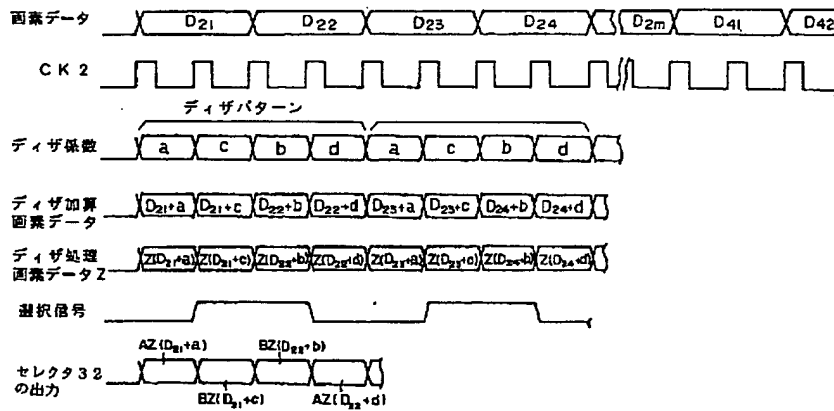 画素データ D21 D22 D23 D24 D2m D41 D42
CK2
ディザパターン
ディザ係数 a c b d a c b d
ディザ加算 画素データ D21+a D21+c D22+b D22+d D23+a D23+c D24+b D24+d
ディザ処理 画素データZ Z(D21+a) Z(D21+c) Z(D22+b) Z(D22+d) Z(D23+a) Z(D23+c) Z(D24+b) Z(D24+d)
選択信号
AZ(D21+a) BZ(D22+b)
セレクタ32 の出力
BZ(D21+c) AZ(D22+d)